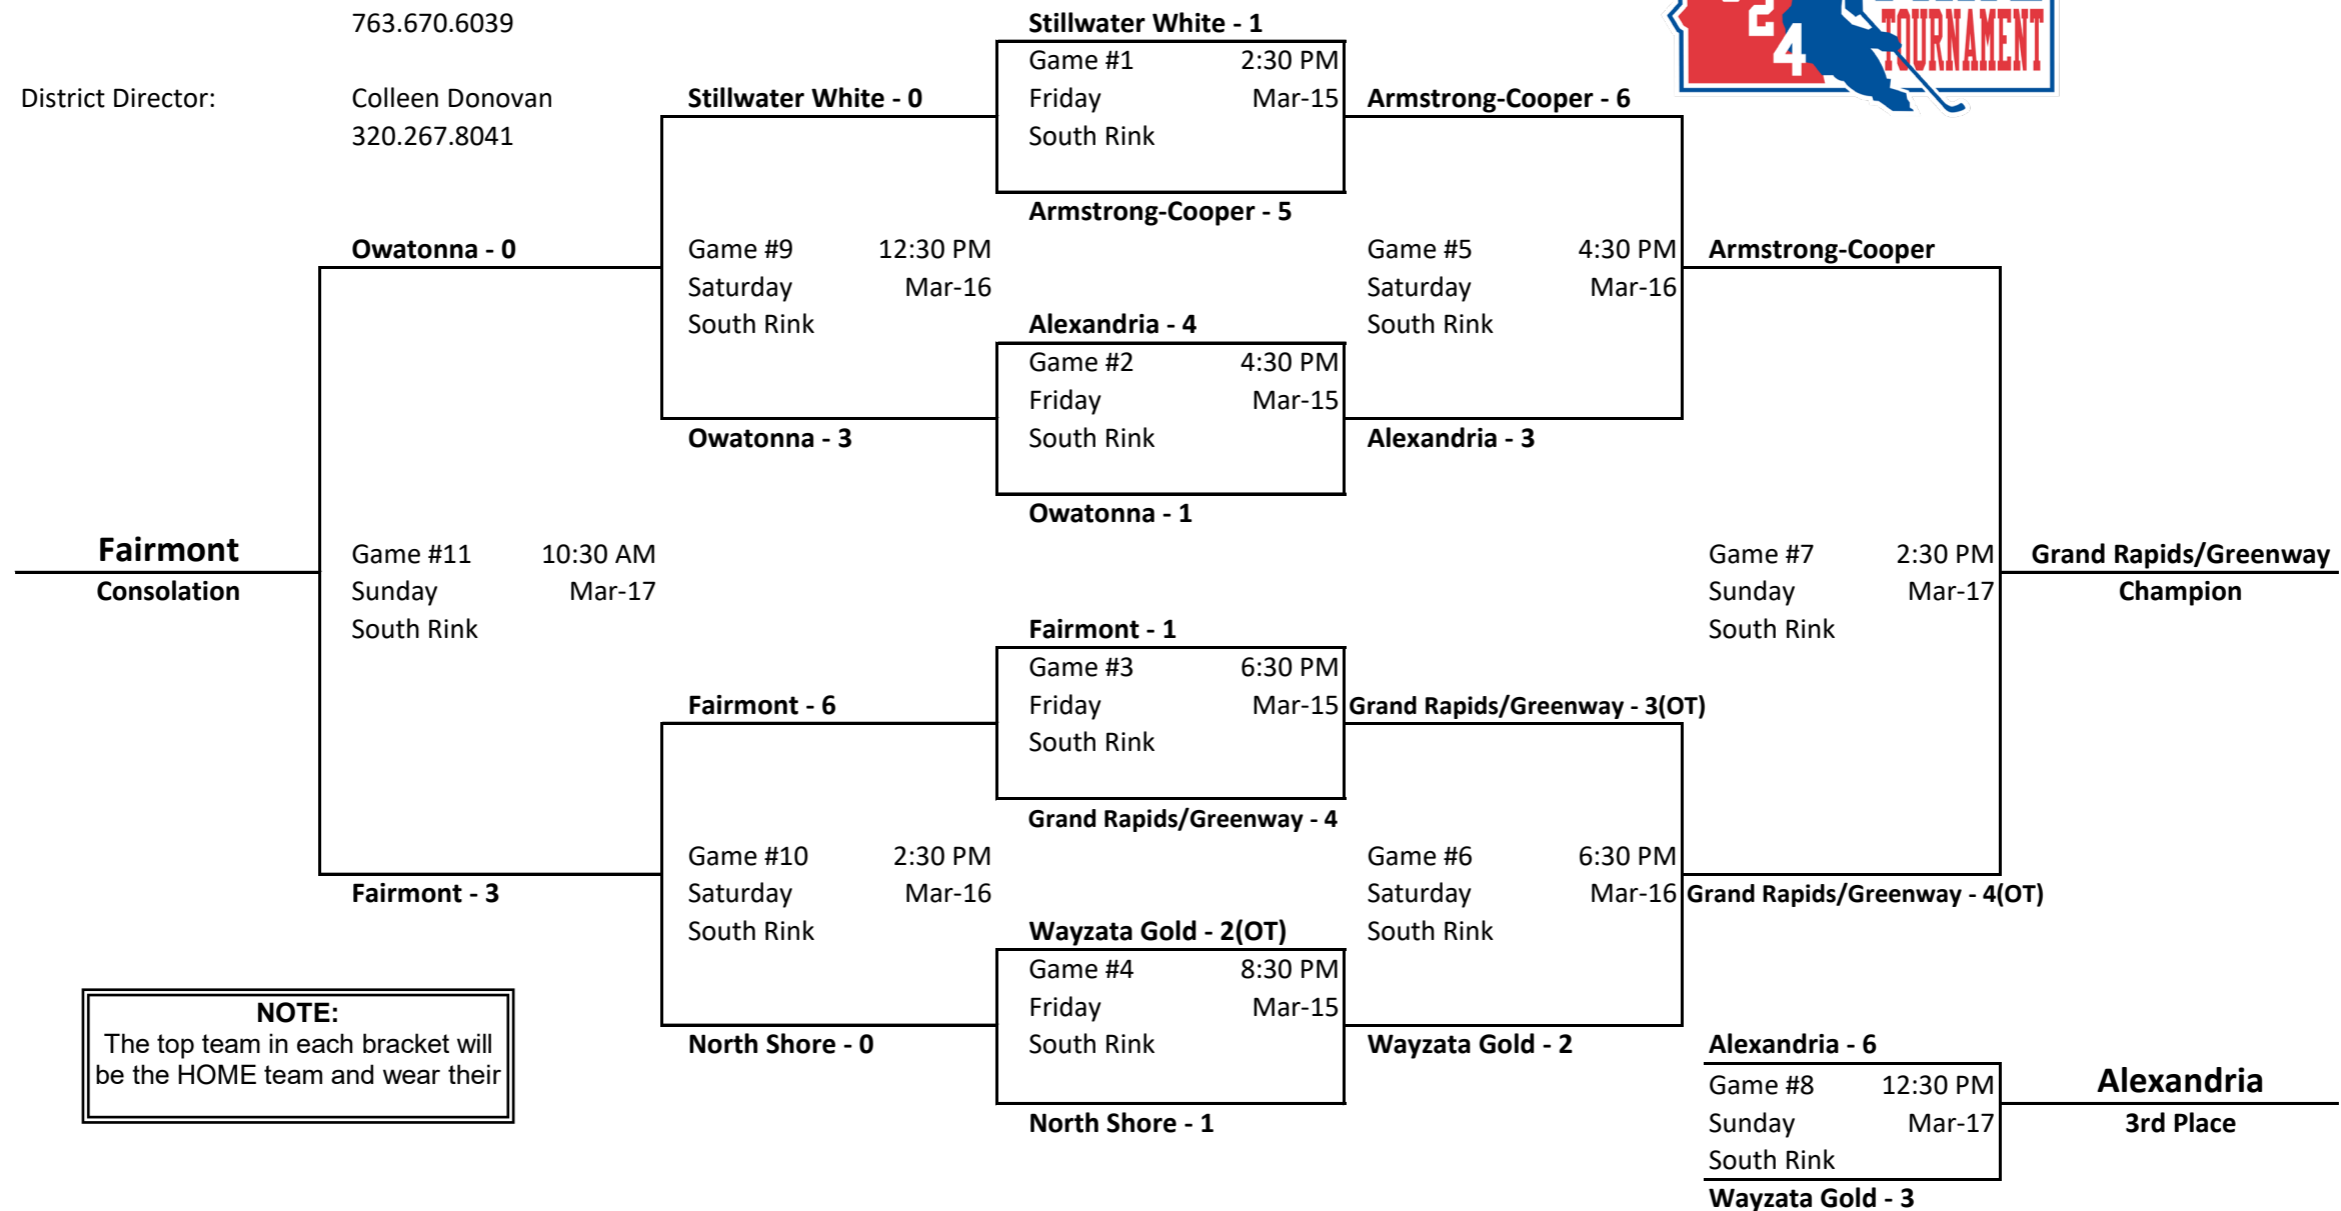 763.670.6039
Stillwater White - 1
24
TOURNAMENT
Game #1 2:30 PM
District Director: Colleen Donovan
Stillwater White - 0
Friday Mar-15
Armstrong-Cooper - 6
320.267.8041
South Rink
Armstrong-Cooper - 5
Owatonna - 0
Game #9 12:30 PM
Game #5 4:30 PM
Armstrong-Cooper
Saturday Mar-16
Saturday Mar-16
South Rink
Alexandria - 4
South Rink
Game #2 4:30 PM
Friday Mar-15
Owatonna - 3
South Rink
Alexandria - 3
Owatonna - 1
Fairmont
Game #11 10:30 AM
Game #7 2:30 PM
Grand Rapids/Greenway
Consolation
Sunday Mar-17
Sunday Mar-17
Champion
South Rink
Fairmont - 1
South Rink
Game #3 6:30 PM
Fairmont - 6
Friday Mar-15
Grand Rapids/Greenway - 3(OT)
South Rink
Grand Rapids/Greenway - 4
Game #10 2:30 PM
Game #6 6:30 PM
Fairmont - 3
Saturday Mar-16
Saturday Mar-16
Grand Rapids/Greenway - 4(OT)
South Rink
Wayzata Gold - 2(OT)
South Rink
Game #4 8:30 PM
NOTE:
Friday Mar-15
The top team in each bracket will
North Shore - 0
South Rink
Wayzata Gold - 2
Alexandria - 6
be the HOME team and wear their
Game #8 12:30 PM
Alexandria
North Shore - 1
Sunday Mar-17
3rd Place
South Rink
Wayzata Gold - 3